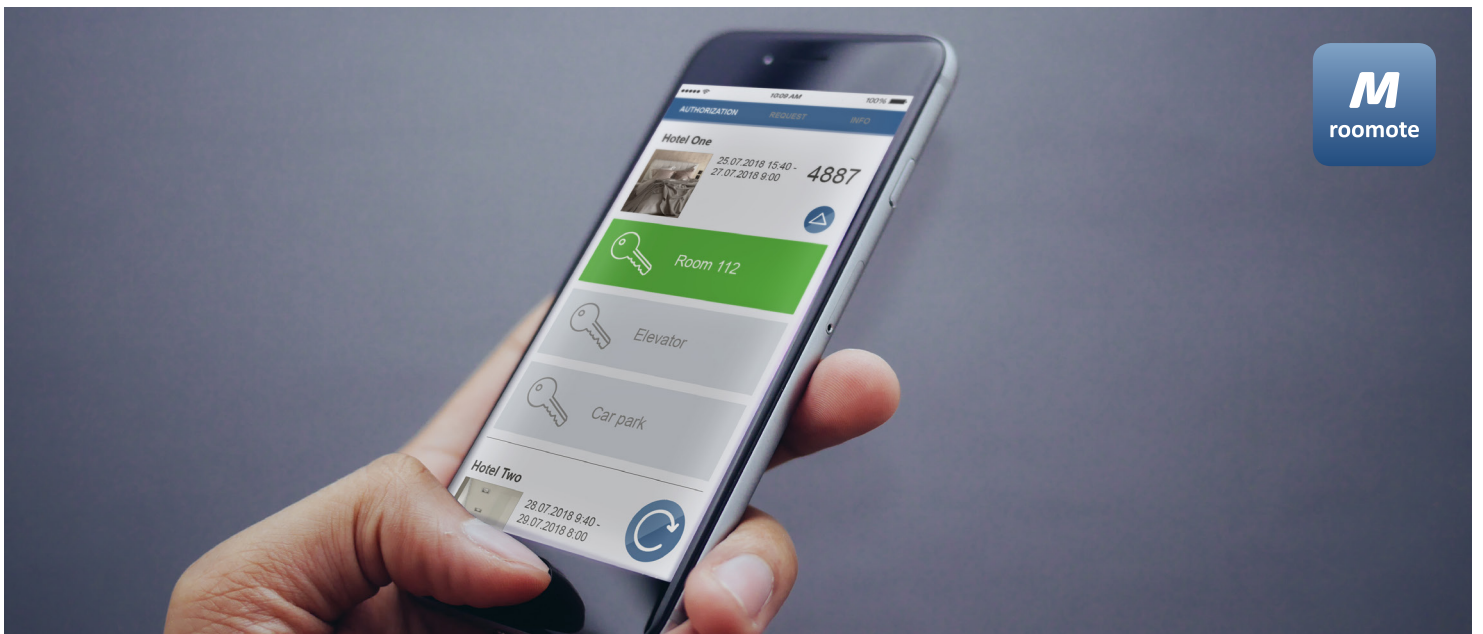 10:09 AM
100%
AUTHORIZATION
REQUEST
INFO
Hotel One
25.07.2018 15:40 -
27.07.2018 9:00
4887
Room 112
Elevator
Car park
Hotel Two
28.07.2018 9:40 -
29.07.2018 8:00
M
roomote